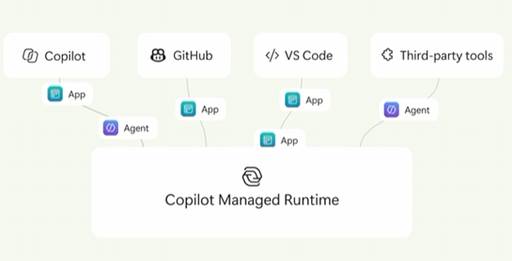 Copilot
GitHub
VS Code
Third-party tools
App
Agent
App
App
App
Agent
Copilot Managed Runtime